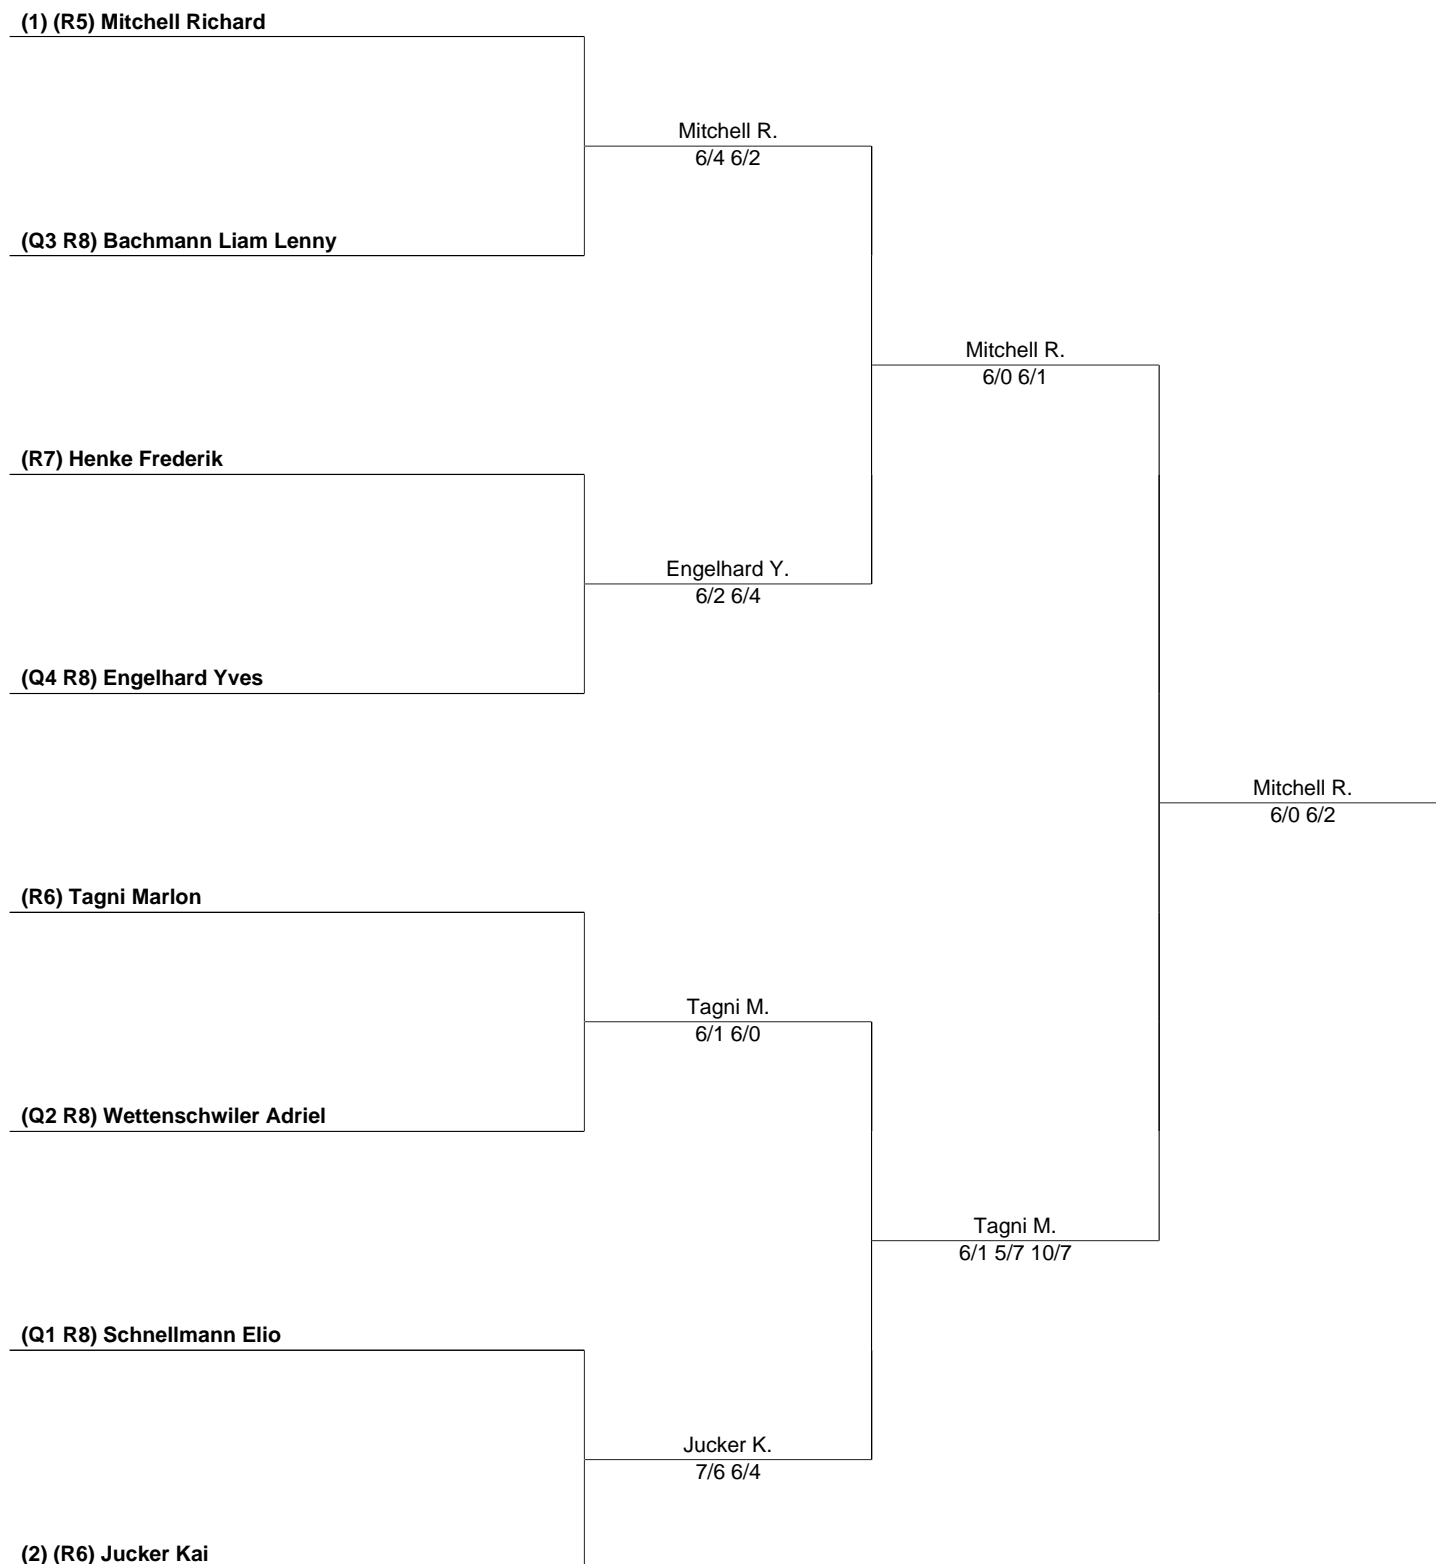 (1) (R5) Mitchell Richard
Mitchell R.
6/4 6/2
(Q3 R8) Bachmann Liam Lenny
Mitchell R.
6/0 6/1
(R7) Henke Frederik
Engelhard Y.
6/2 6/4
(Q4 R8) Engelhard Yves
Mitchell R.
6/0 6/2
(R6) Tagni Marlon
Tagni M.
6/1 6/0
(Q2 R8) Wettenschwiler Adriel
Tagni M.
6/1 5/7 10/7
(Q1 R8) Schnellmann Elio
Jucker K.
7/6 6/4
(2) (R6) Jucker Kai